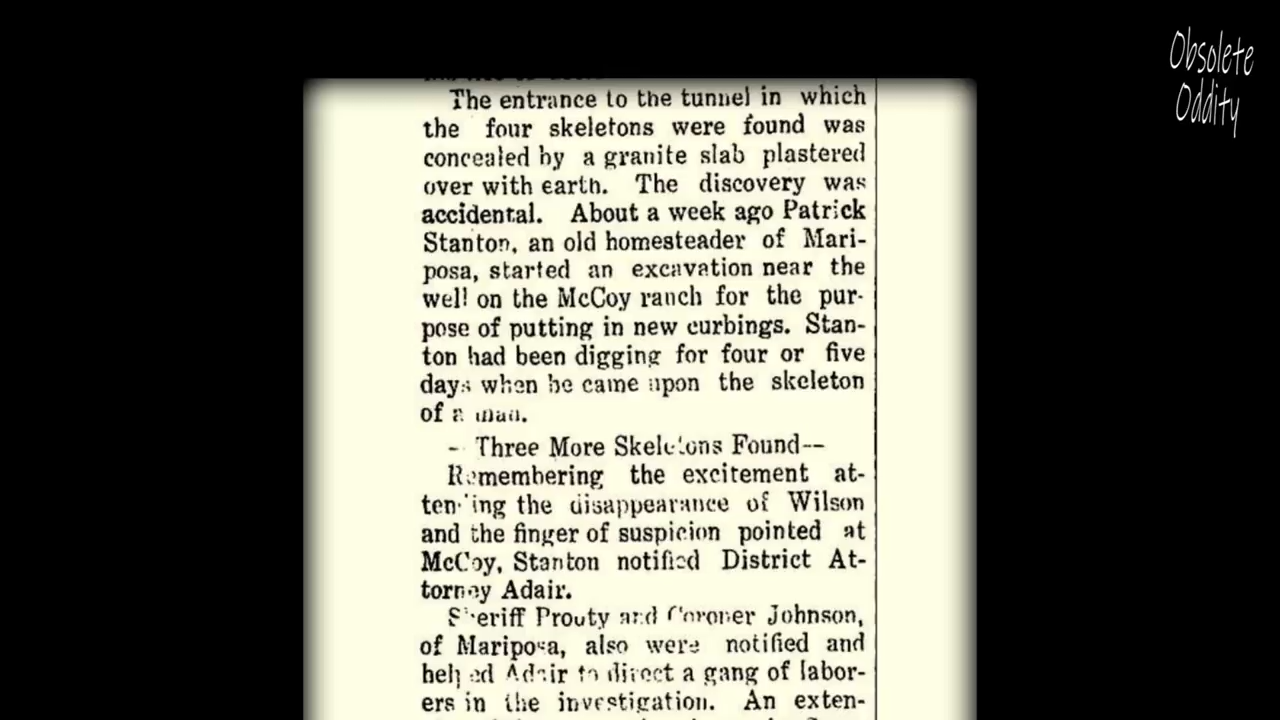 Obsolete
Oddity
The entrance to the tunnel in which
the four skeletons were found was
concealed by a granite slab plastered
over with earth. The discovery was
accidental. About a week ago Patrick
Stanton, an old homesteader of Mari-
posa, started an excavation near the
well on the McCoy ranch for the pur-
pose of putting in new curbings. Stan-
ton had been digging for four or five
days when he came upon the skeleton
of a man.
- Three More Skeletons Found--
Remembering the excitement at-
tending the disappearance of Wilson
and the finger of suspicion pointed at
McCoy, Stanton notified District At-
torney Adair.
Sheriff Prouty and Coroner Johnson,
of Mariposa, also were notified and
helped Adair to direct a gang of labor-
ers in the investigation. An exten-